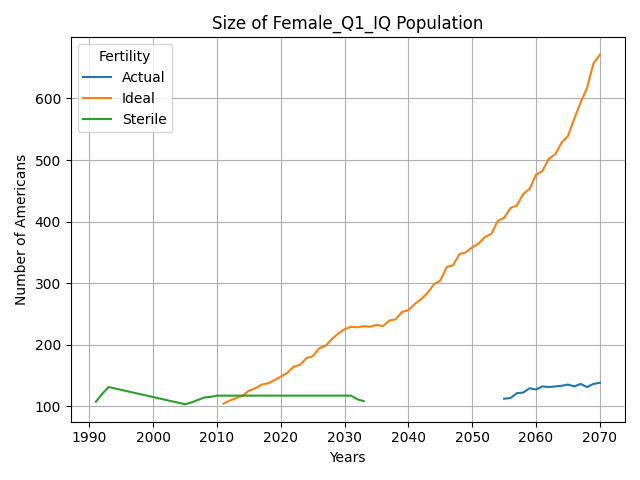 Size of Female_Q1_IQ Population
Fertility
Actual
Ideal
Sterile
Number of Americans
600
500
400
300
200
100
1990 2000 2010 2020 2030 2040 2050 2060 2070
Years